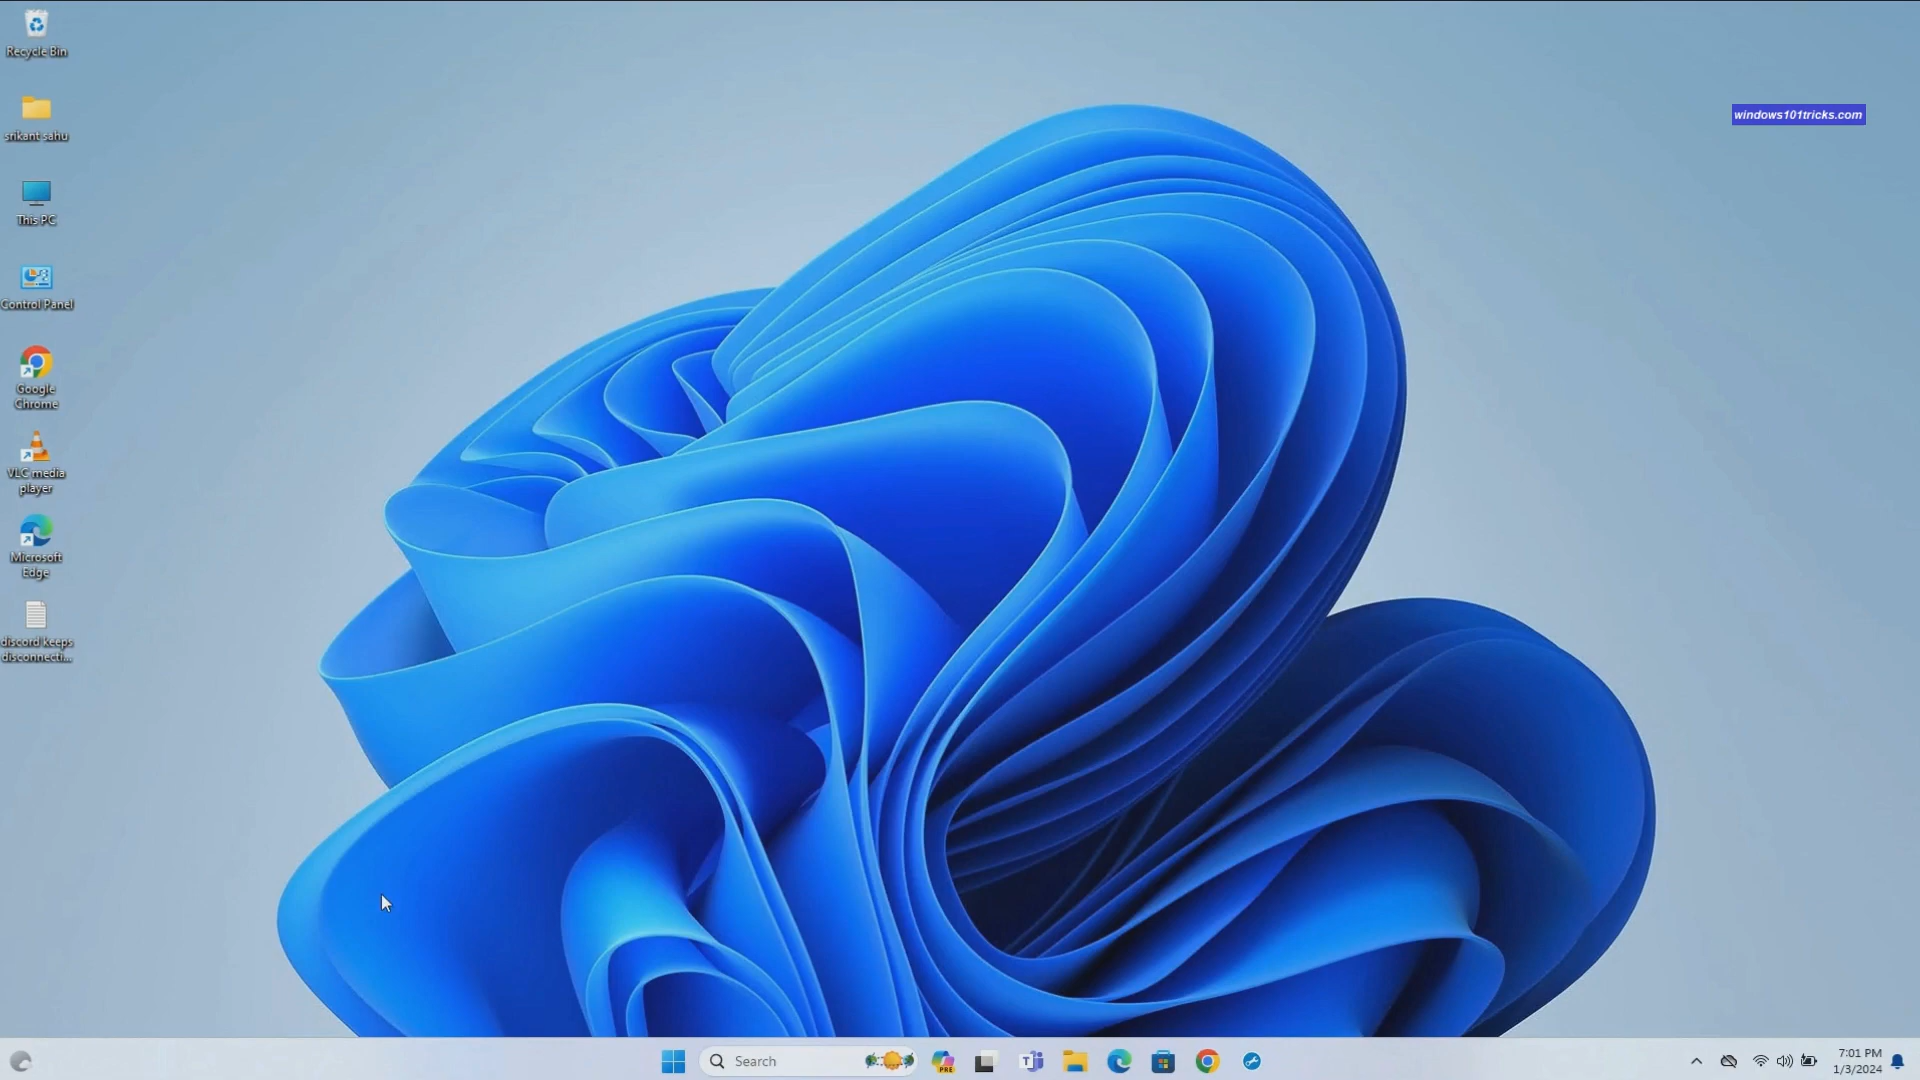 Recycle Bin
srikant sahu
This PC
Control Panel
Google
Chrome
VLC media
player
Microsoft
Edge
discord keeps
disconnecti...
windows101tricks.com
Search
PRE
T
7:01 PM
1/3/2024